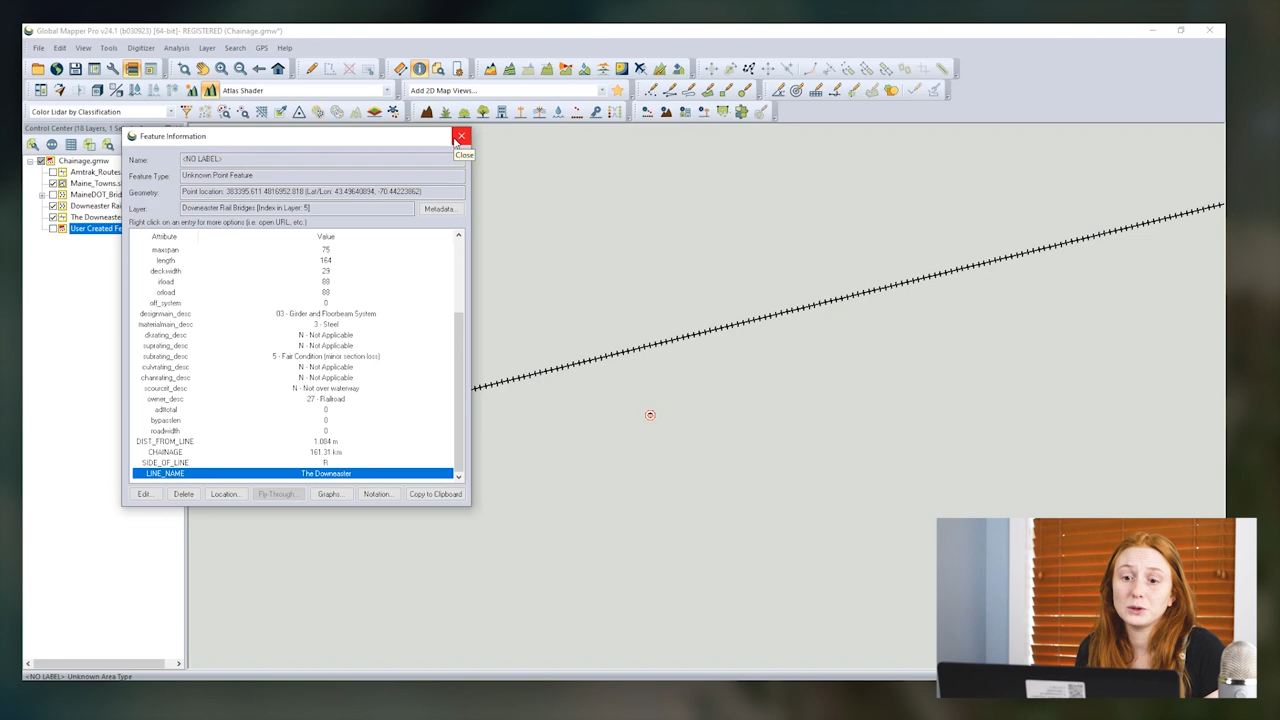 Global Mapper Pro v24.1 (b030923) [64-bit]- REGISTERED (Chainage.gmw*)
File Edit View Tools Digitizer Analysis Layer Search GPS Help
Atlas Shader
Add 2D Map Views...
Color Lidar by Classification
Control Center (18 Layers, 1 S
Chainage.gmw
Amtrak_Routes
Maine_Towns.s
MaineDOT_Brid
Downeaster Rai
The Downeaste
User Created Fe
Feature Information
Close
Name: <NO LABEL>
Feature Type: Unknown Point Feature
Geometry: Point location: 383395.611 4816952.818 (Lat/Lon: 43.49640894, -70.44223862)
Layer: Downeaster Rail Bridges [Index in Layer: 5] Metadata...
Right click on an entry for more options (i.e. open URL, etc.)
Attribute Value
maxspan 75
length 164
deckwidth 29
irload 88
orload 88
off_system 0
designmain_desc 03 - Girder and Floorbeam System
materialmain_desc 3 - Steel
dkrating_desc N - Not Applicable
suprating_desc N - Not Applicable
subrating_desc 5 - Fair Condition (minor section loss)
culvrating_desc N - Not Applicable
chanrating_desc N - Not Applicable
scourcrit_desc N - Not over waterway
owner_desc 27 - Railroad
adttotal 0
bypasslen 0
roadwidth 0
DIST_FROM_LINE 1.084 m
CHAINAGE 161.31 km
SIDE_OF_LINE R
LINE_NAME The Downeaster
Edit... Delete Location... Fly-Through... Graphs... Notation... Copy to Clipboard
<NO LABEL> Unknown Area Type